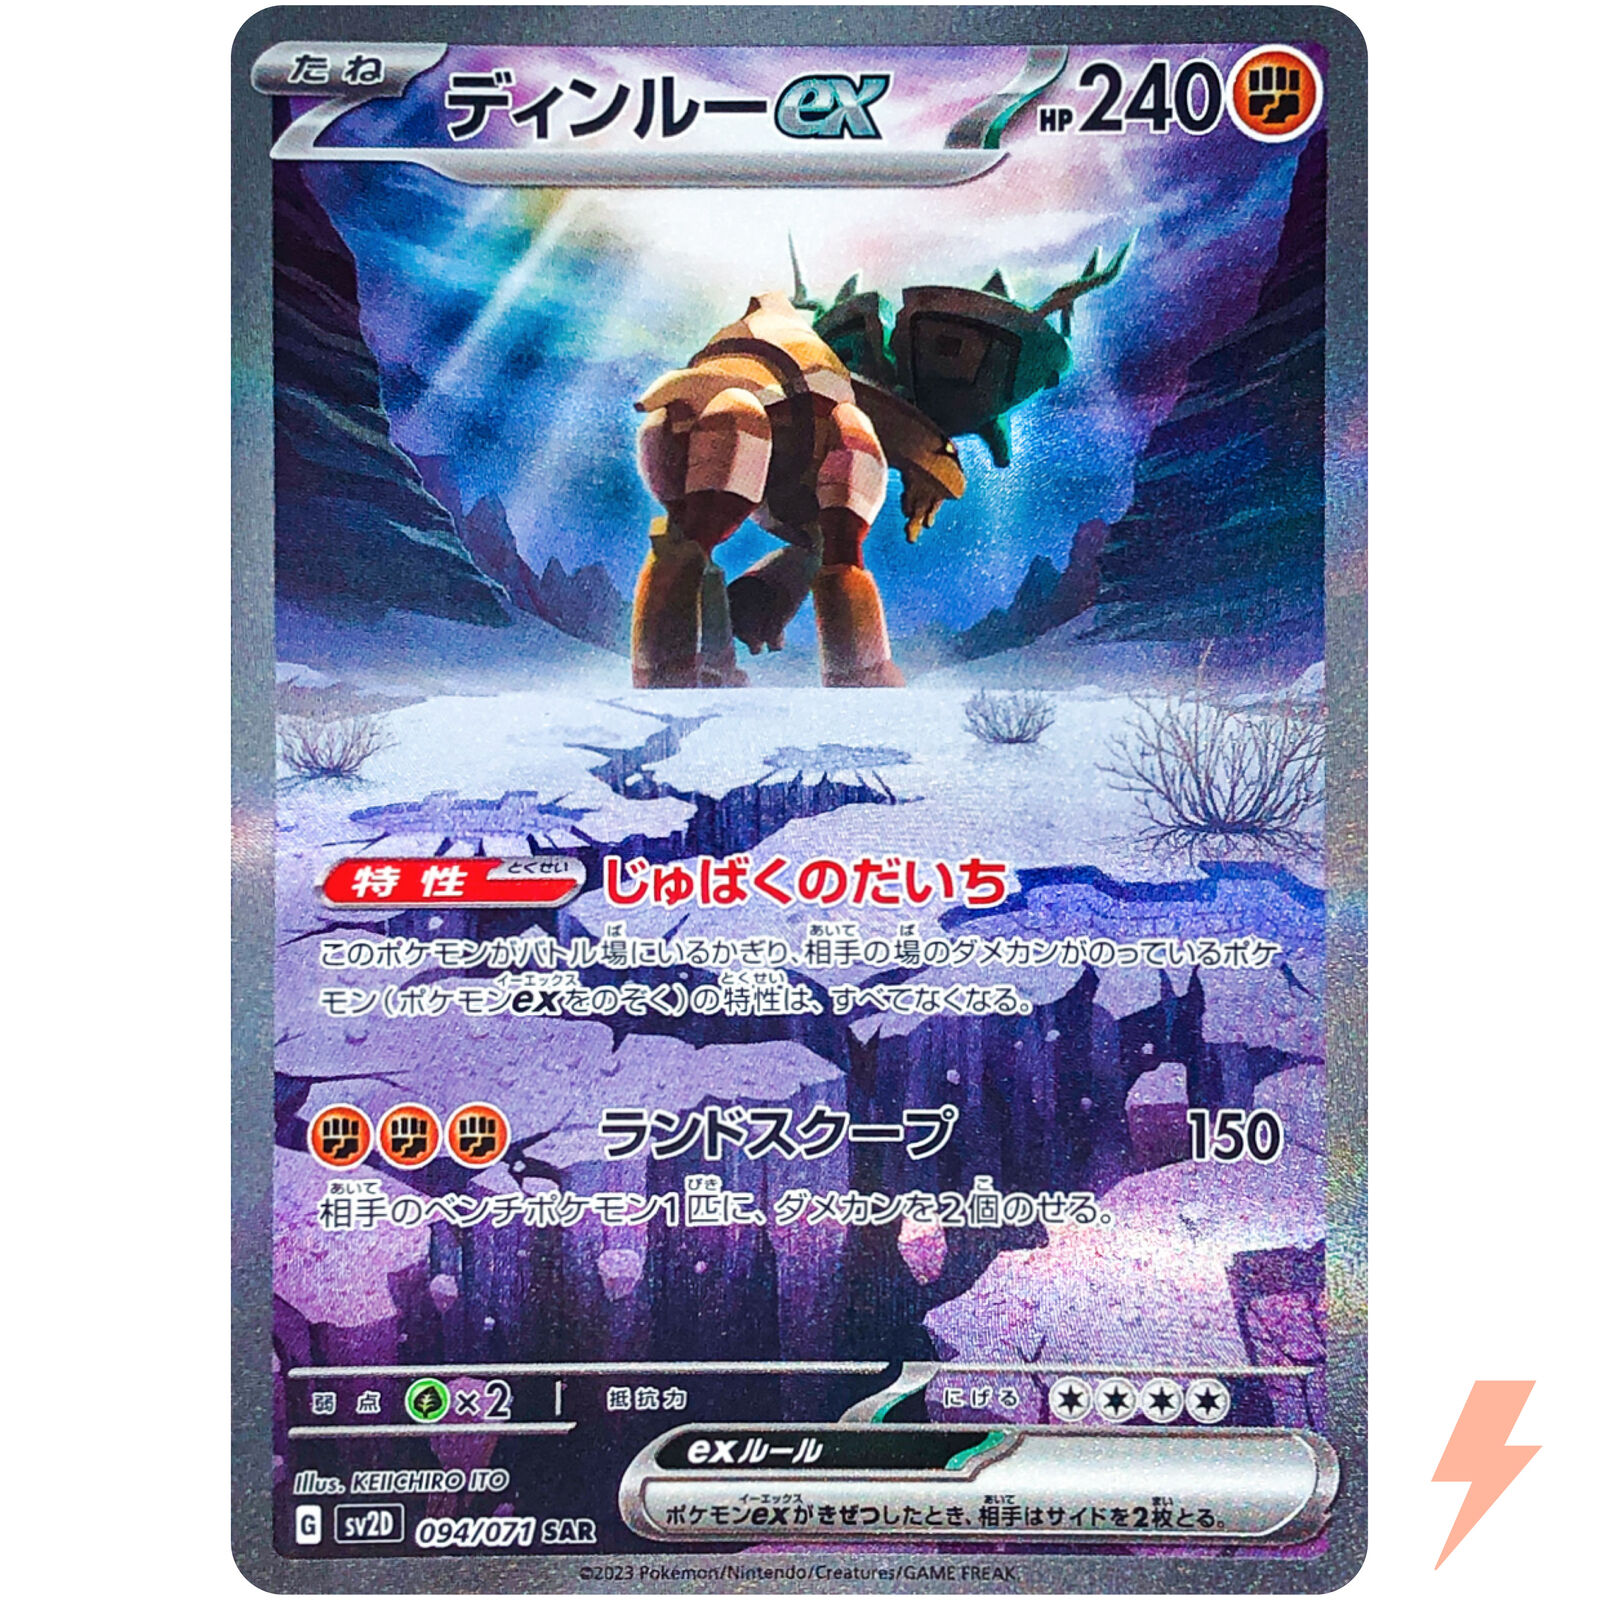 たね
ディンルーex
HP240
特性
とくせい
じゅばくのだいち
ば あいて ば
このポケモンがバトル場にいるかぎり、相手の場のダメカンがのっているポケ
イーエックス とくせい
モン（ポケモンexをのぞく）の特性は、すべてなくなる。
ランドスクープ 150
あいて びき こ
相手のベンチポケモン1匹に、ダメカンを2個のせる。
弱点 ×2 抵抗力 にげる
exルール
イーエックス あいて まい
ポケモンexがきぜつしたとき、相手はサイドを2枚とる。
Illus. KEIICHIRO ITO
G sv2D 094/071 SAR
©2023 Pokémon/Nintendo/Creatures/GAME FREAK.